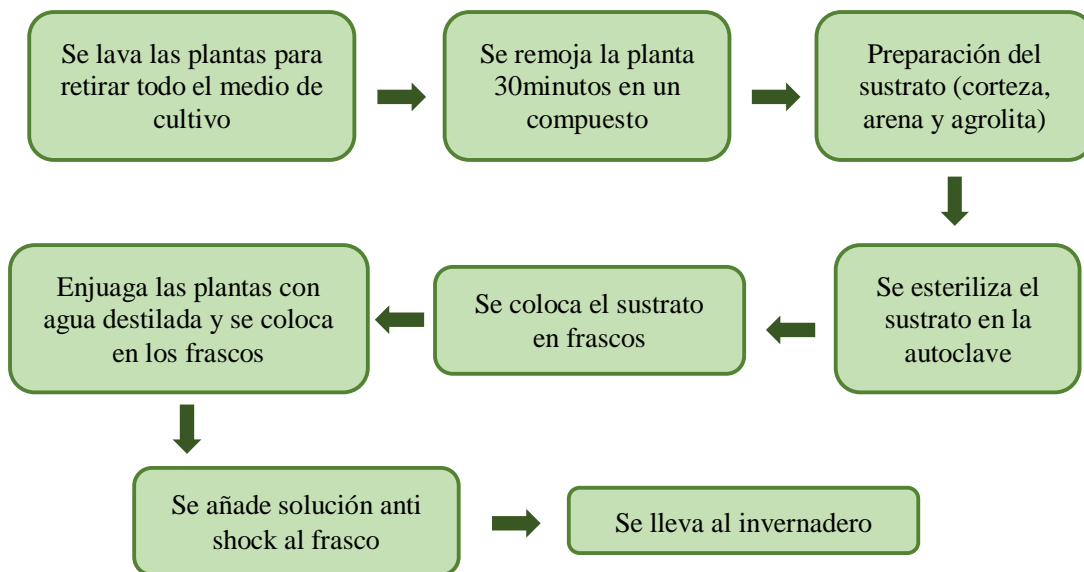 Se lava las plantas para
retirar todo el medio de
cultivo
Se remoja la planta
30minutos en un
compuesto
Preparación del
sustrato (corteza,
arena y agrolita)
Se esteriliza el
sustrato en la
autoclave
Se coloca el sustrato
en frascos
Enjuaga las plantas con
agua destilada y se coloca
en los frascos
Se añade solución anti
shock al frasco
Se lleva al invernadero